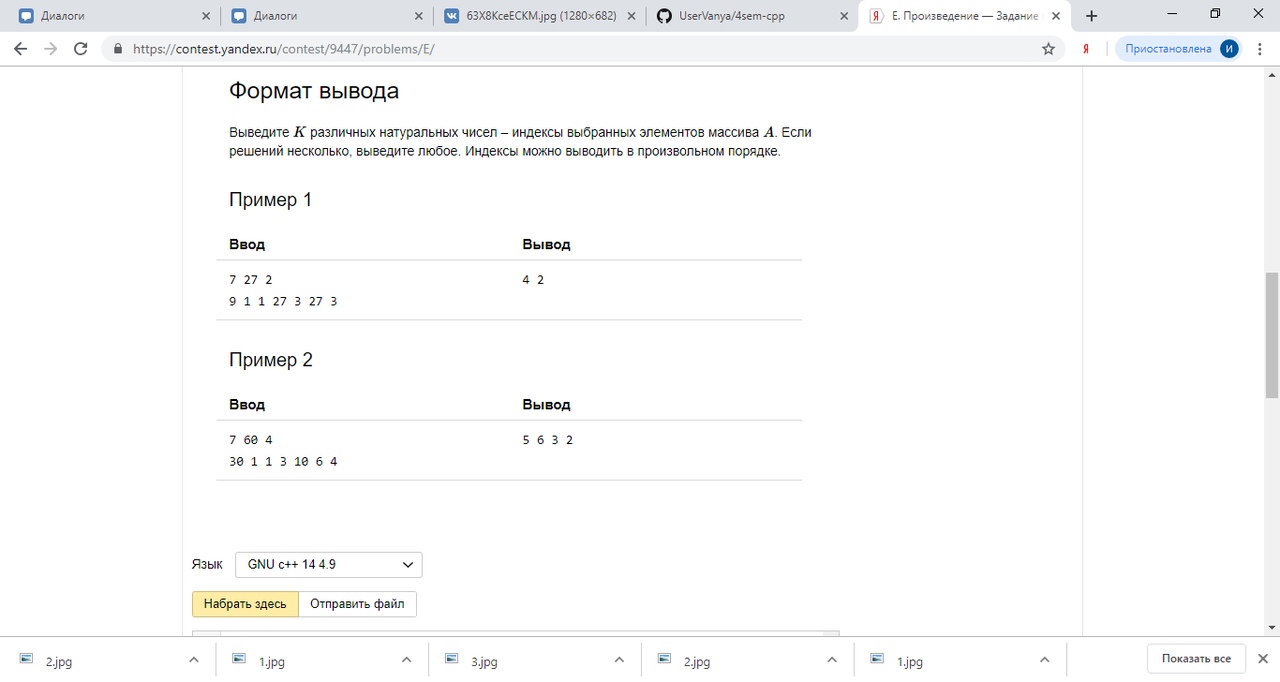 Диалоги
Диалоги
63X8KceECKM.jpg (1280×682)
UserVanya/4sem-cpp
E. Произведение — Задание
https://contest.yandex.ru/contest/9447/problems/E/
Я
Приостановлена
И
Формат вывода
Выведите K различных натуральных чисел – индексы выбранных элементов массива A. Если
решений несколько, выведите любое. Индексы можно выводить в произвольном порядке.
Пример 1
Ввод Вывод
7 27 2 4 2
9 1 1 27 3 27 3
Пример 2
Ввод Вывод
7 60 4 5 6 3 2
30 1 1 3 10 6 4
Язык GNU c++ 14 4.9
Набрать здесь Отправить файл
2.jpg 1.jpg 3.jpg 2.jpg 1.jpg Показать все